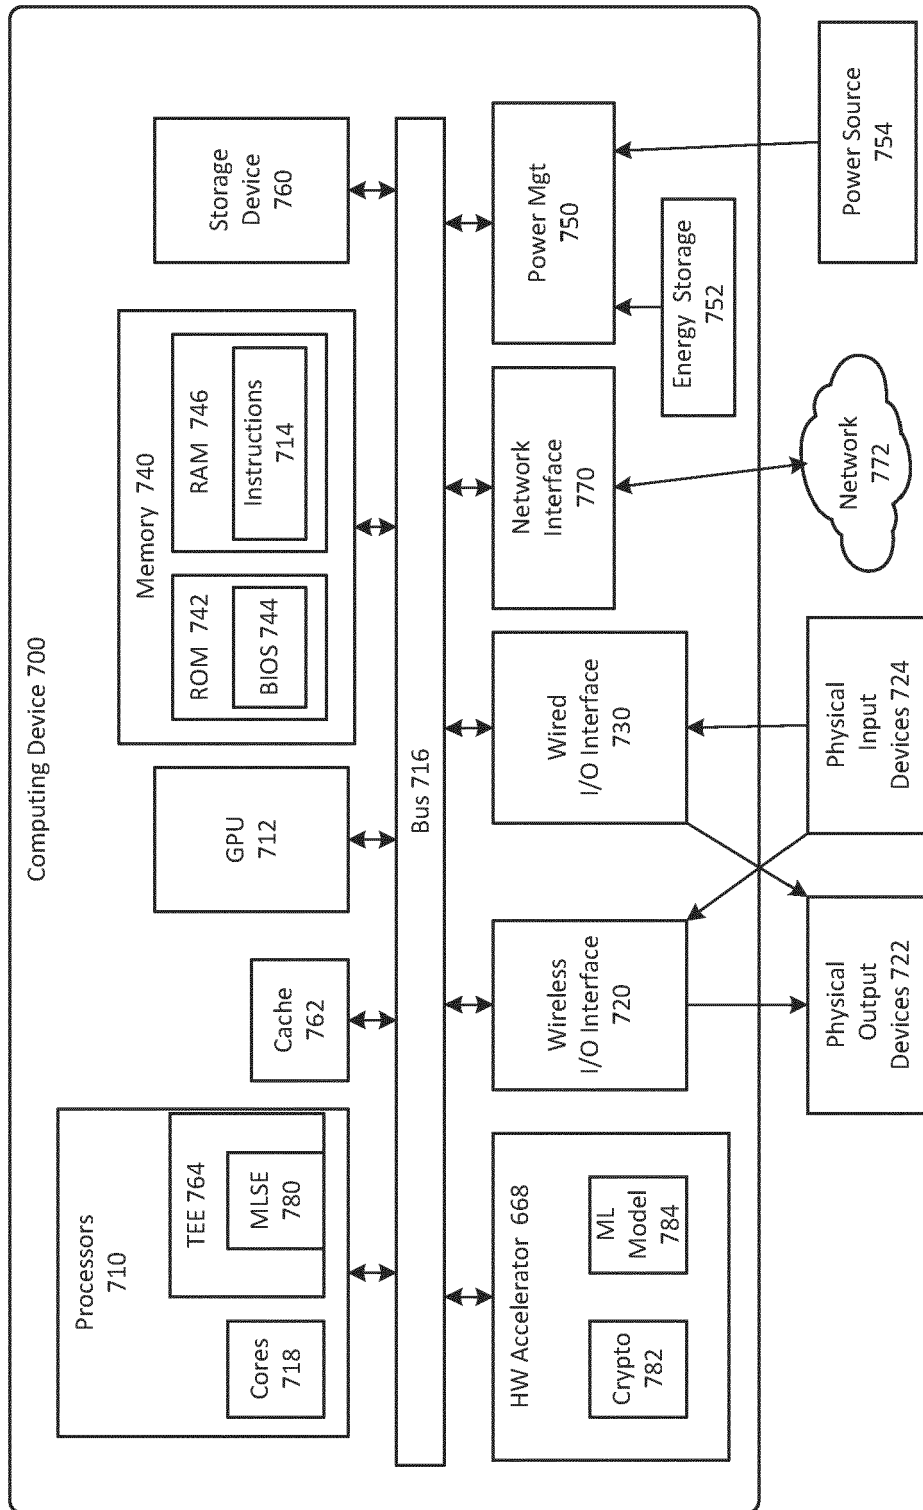 Computing Device 700
Processors
710
Cores
718
TEE 764
MLSE
780
Cache
762
GPU
712
Memory 740
ROM 742
BIOS 744
RAM 746
Instructions
714
Storage
Device
760
Bus 716
HW Accelerator 668
Crypto
782
ML
Model
784
Wireless
I/O Interface
720
Wired
I/O Interface
730
Network
Interface
770
Power Mgt
750
Energy Storage
752
Physical
Output
Devices 722
Physical
Input
Devices 724
Network
772
Power Source
754